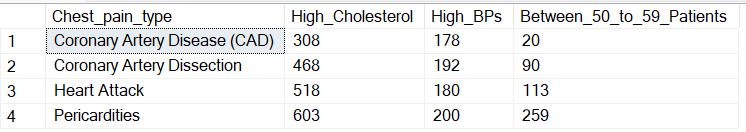 Chest_pain_type High_Cholesterol High_BPs Between_50_to_59_Patients
1 Coronary Artery Disease (CAD) 308 178 20
2 Coronary Artery Dissection 468 192 90
3 Heart Attack 518 180 113
4 Pericardities 603 200 259